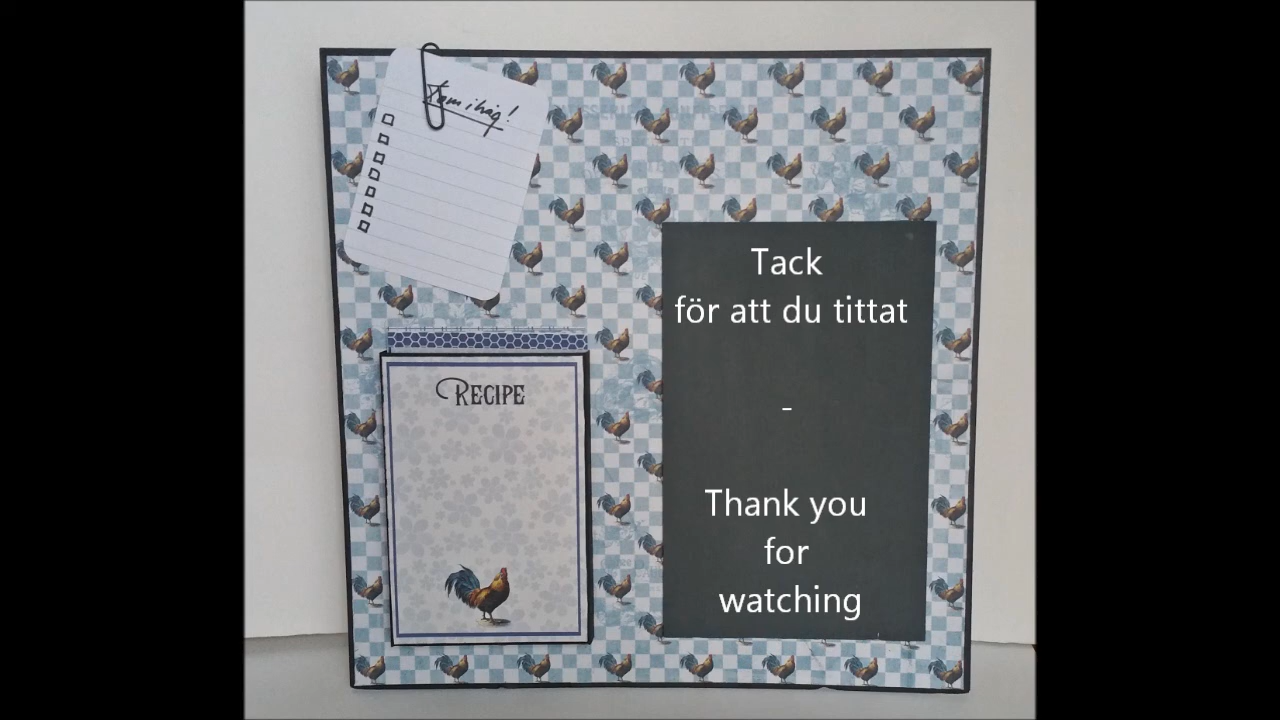 Kom ihåg!
RECIPE
Tack
för att du tittat
-
Thank you
for
watching